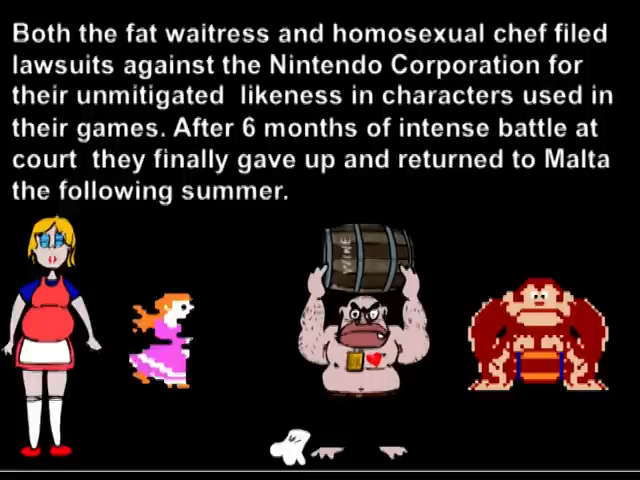 Both the fat waitress and homosexual chef filed
lawsuits against the Nintendo Corporation for
their unmitigated likeness in characters used in
their games. After 6 months of intense battle at
court they finally gave up and returned to Malta
the following summer.
WINE